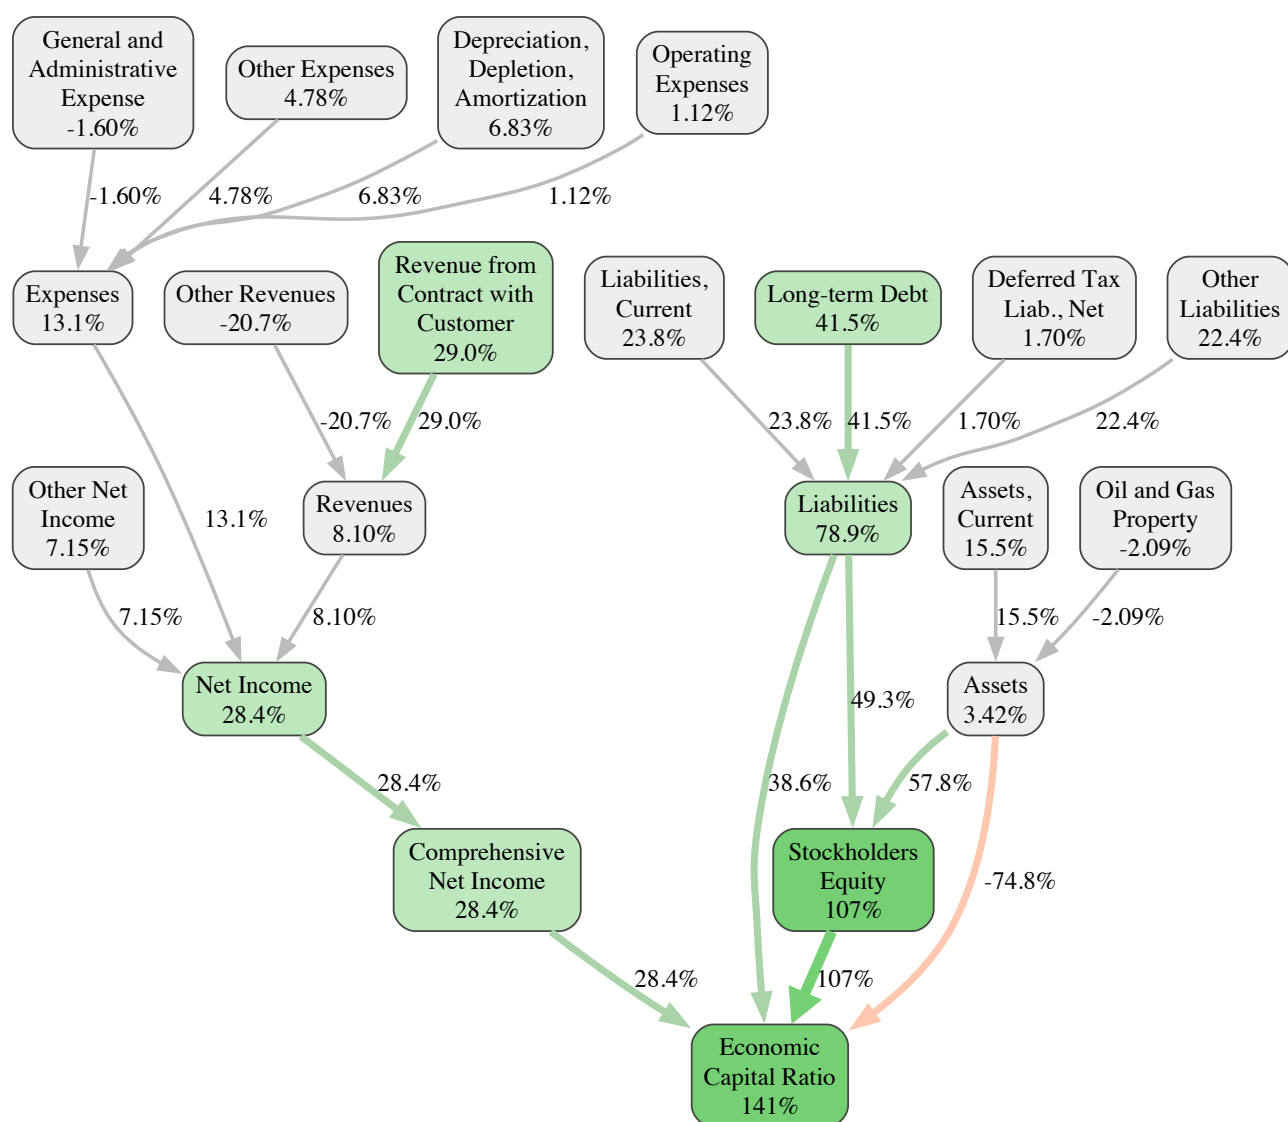 General and
Administrative
Expense
-1.60%
Other Expenses
4.78%
Depreciation,
Depletion,
Amortization
6.83%
Operating
Expenses
1.12%
-1.60%
4.78%
6.83%
1.12%
Expenses
13.1%
Other Revenues
-20.7%
Revenue from
Contract with
Customer
29.0%
Liabilities,
Current
23.8%
Long-term Debt
41.5%
Deferred Tax
Liab., Net
1.70%
Other
Liabilities
22.4%
-20.7%
29.0%
23.8%
41.5%
1.70%
22.4%
Other Net
Income
7.15%
13.1%
Revenues
8.10%
Liabilities
78.9%
Assets,
Current
15.5%
Oil and Gas
Property
-2.09%
7.15%
8.10%
15.5%
-2.09%
Net Income
28.4%
49.3%
Assets
3.42%
28.4%
38.6%
57.8%
Comprehensive
Net Income
28.4%
Stockholders
Equity
107%
-74.8%
28.4%
107%
Economic
Capital Ratio
141%